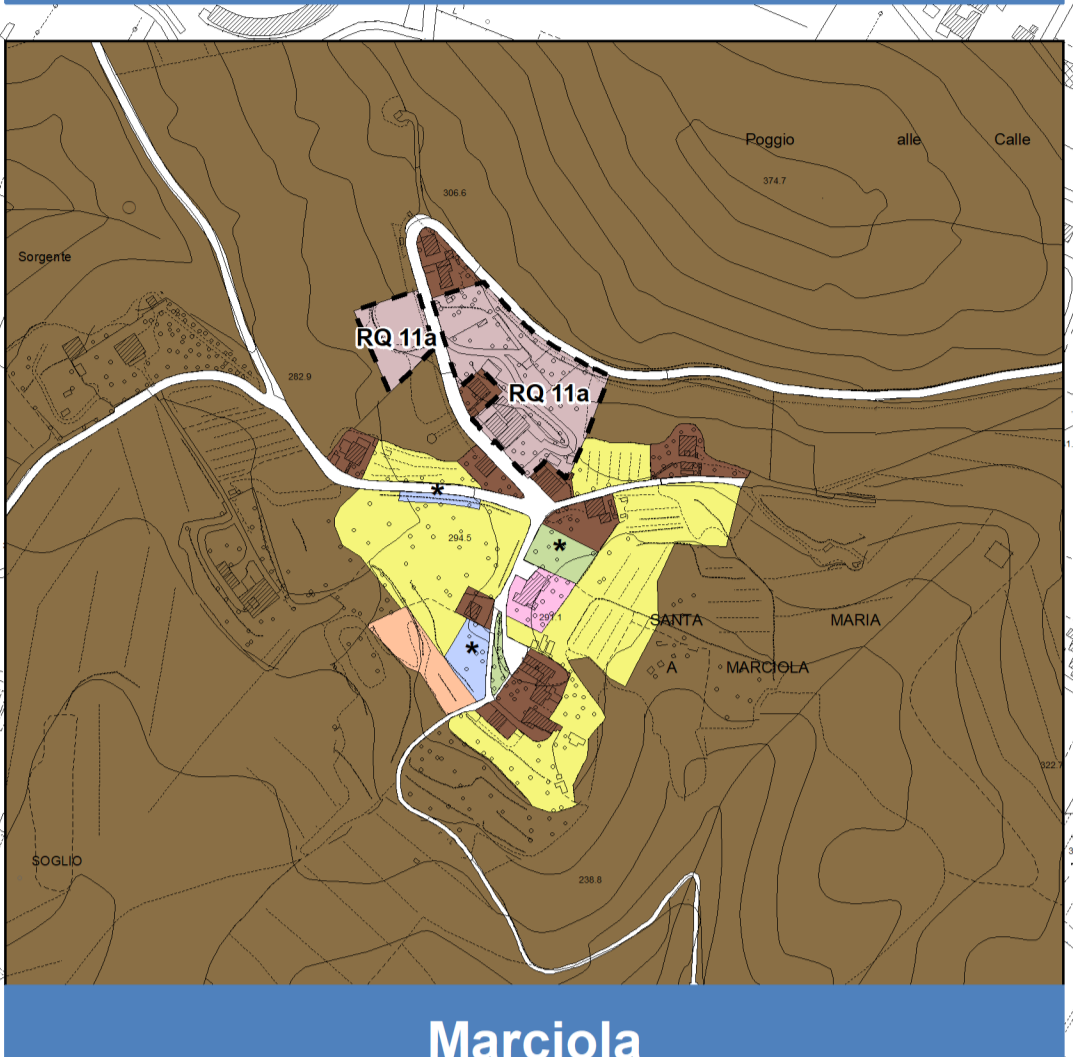 Poggio alle Calle
374.7
306.6
Sorgente
RQ 11a
282.9
RQ 11a
*
294.5
*
291.1
SANTA MARIA
*
A MARCIOLA
322.7
SOGLIO
238.8
Marciola